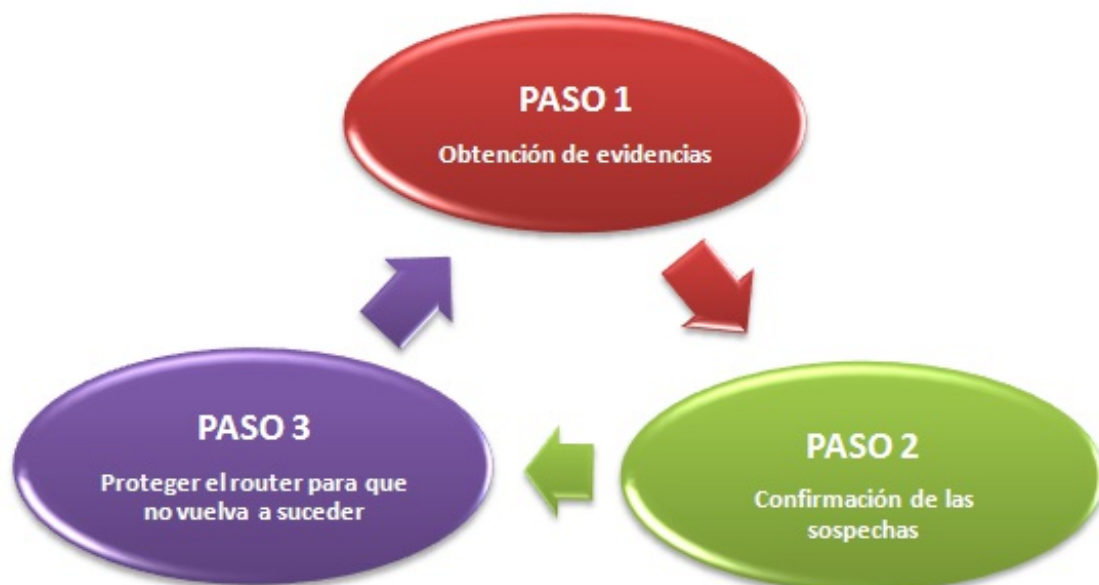 PASO 1
Obtención de evidencias
PASO 2
Confirmación de las
sospechas
PASO 3
Proteger el router para que
no vuelva a suceder